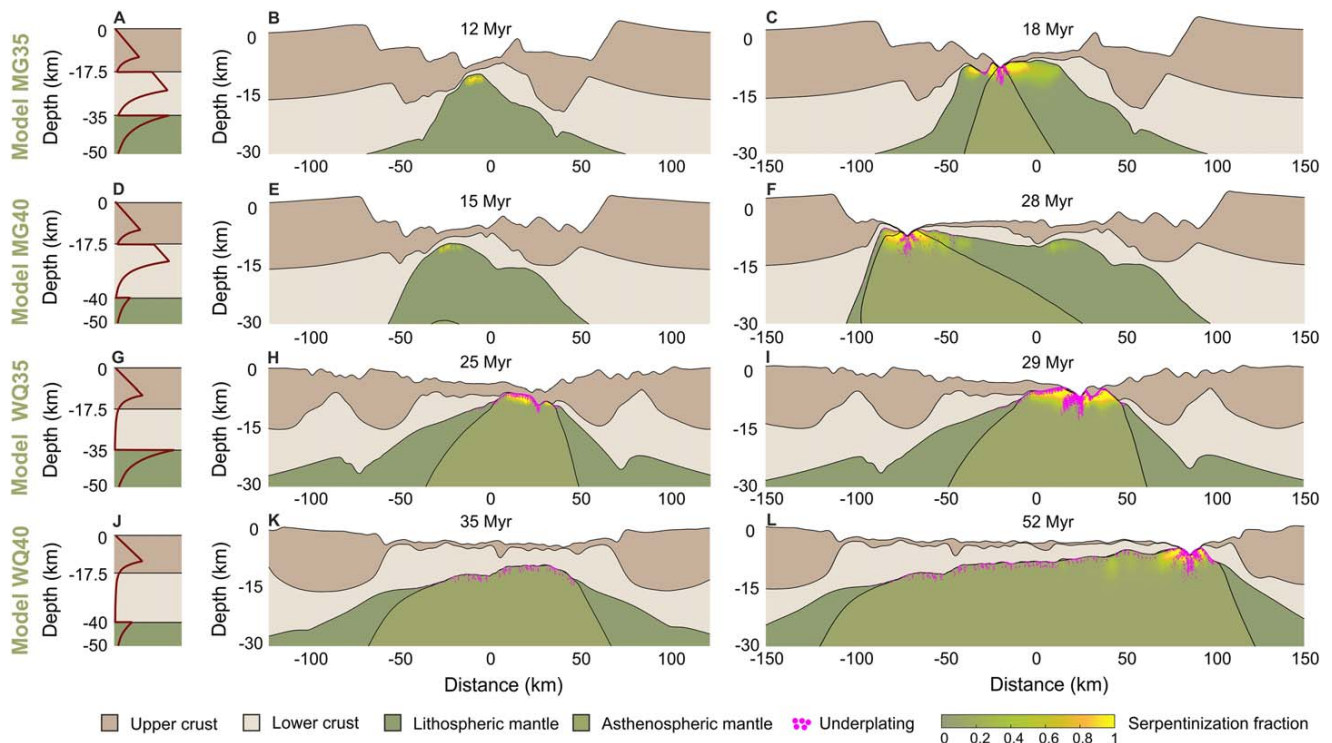 A
B
12 Myr
C
18 Myr
Model MG35
Depth (km)
0
-17.5
-35
-50
Depth (km)
0
-15
-30
-100 -50 0 50 100
Depth (km)
0
-15
-30
-150 -100 -50 0 50 100 150
D
E
15 Myr
F
28 Myr
Model MG40
Depth (km)
0
-17.5
-40
-50
Depth (km)
0
-15
-30
-100 -50 0 50 100
Depth (km)
0
-15
-30
-150 -100 -50 0 50 100 150
G
H
25 Myr
I
29 Myr
Model WQ35
Depth (km)
0
-17.5
-35
-50
Depth (km)
0
-15
-30
-100 -50 0 50 100
Depth (km)
0
-15
-30
-150 -100 -50 0 50 100 150
J
K
35 Myr
L
52 Myr
Model WQ40
Depth (km)
0
-17.5
-40
-50
Depth (km)
0
-15
-30
-100 -50 0 50 100
Depth (km)
0
-15
-30
-150 -100 -50 0 50 100 150
Distance (km)
Distance (km)
Upper crust
Lower crust
Lithospheric mantle
Asthenospheric mantle
Underplating
0 0.2 0.4 0.6 0.8 1
Serpentinization fraction